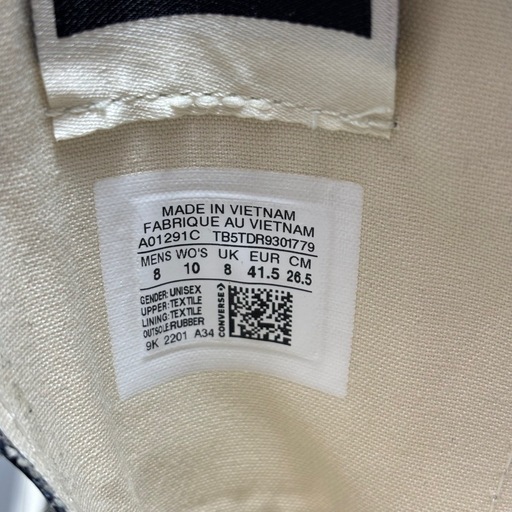 MADE IN VIETNAM
FABRIQUE AU VIETNAM
A01291C TB5TDR9301779
MENS WO'S UK EUR CM
8 10 8 41.5 26.5
GENDER: UNISEX
UPPER: TEXTILE
LINING: TEXTILE
OUTSOLE:RUBBER
9K 2201 A34
CONVERSE